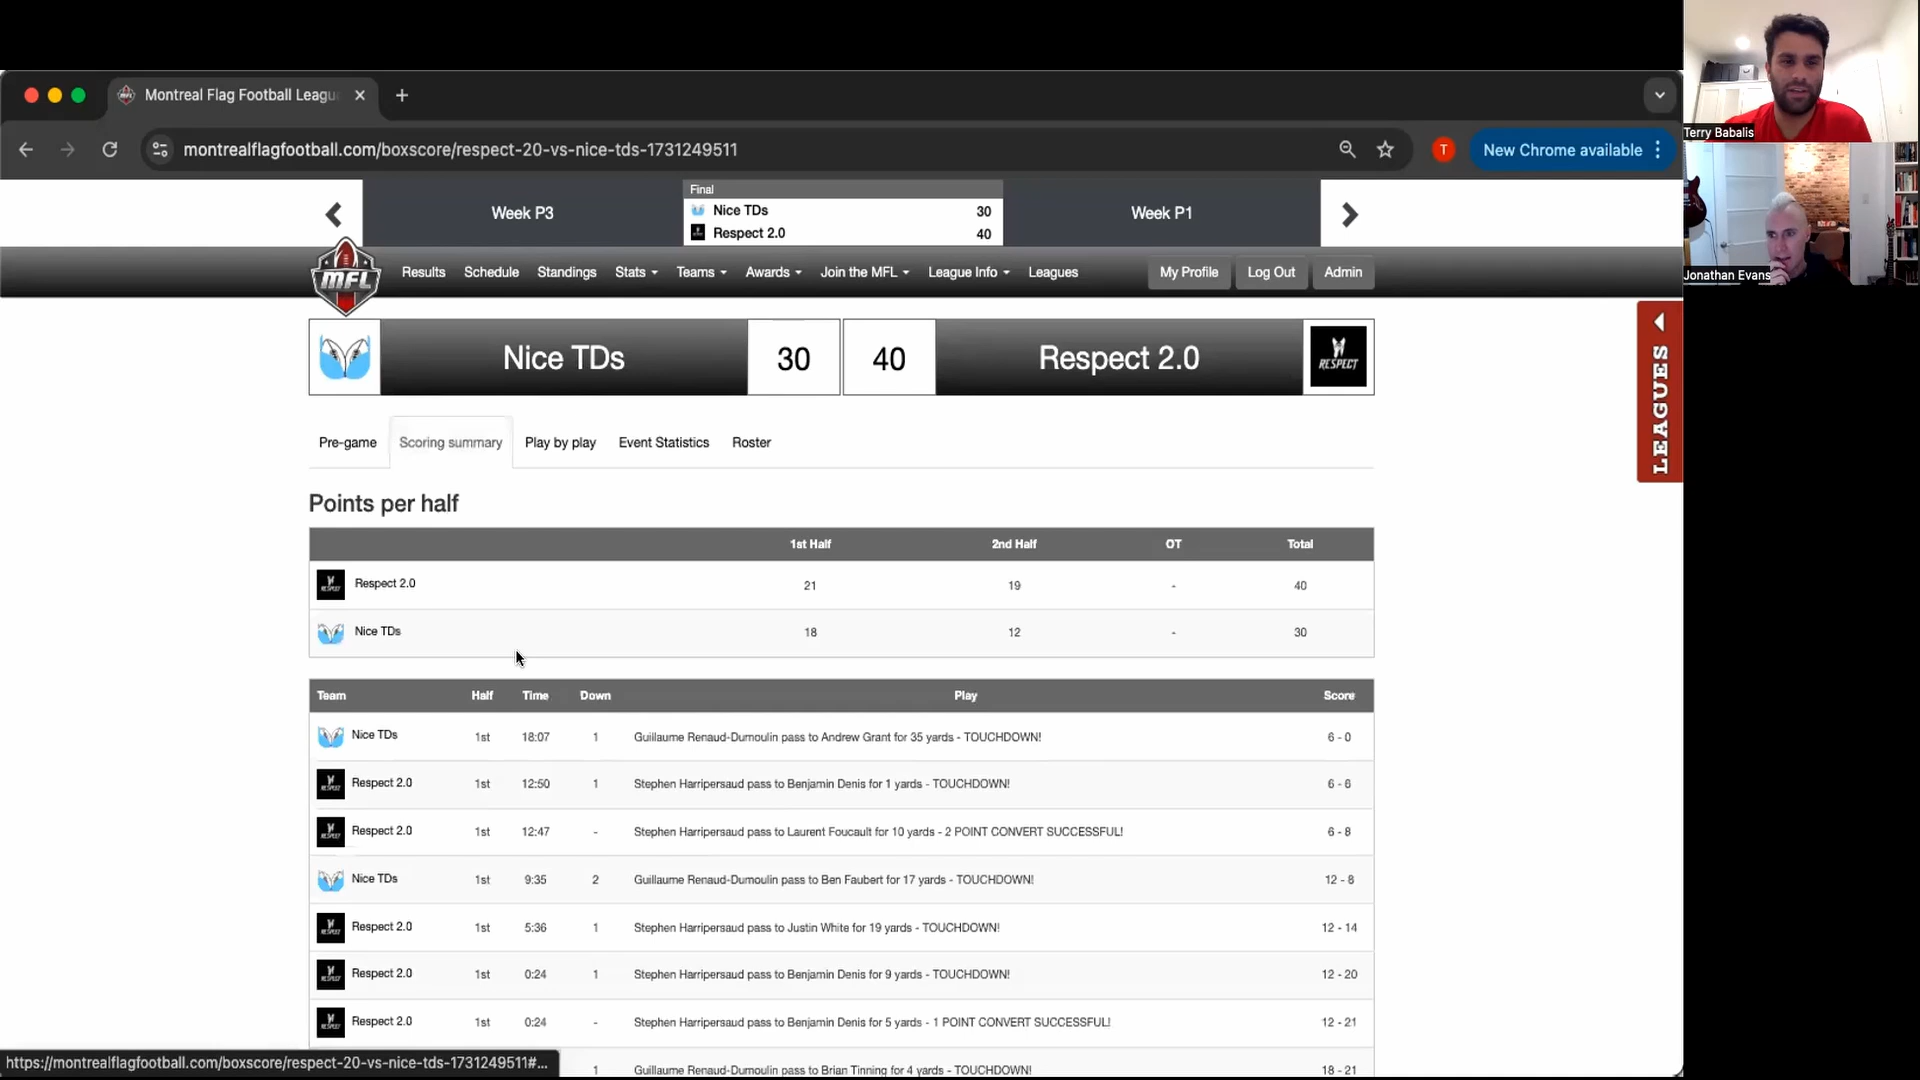 Montreal Flag Football Leagu
montrealflagfootball.com/boxscore/respect-20-vs-nice-tds-1731249511
T
New Chrome available
Terry Babalis
Jonathan Evans
Week P3
Final
Nice TDs 30
Respect 2.0 40
Week P1
MFL
Results Schedule Standings Stats Teams Awards Join the MFL League Info Leagues My Profile Log Out Admin
LEAGUES
Nice TDs 30 40 Respect 2.0
RESPECT
Pre-game Scoring summary Play by play Event Statistics Roster
Points per half
1st Half 2nd Half OT Total
Respect 2.0 21 19 - 40
Nice TDs 18 12 - 30
Team Half Time Down Play Score
Nice TDs 1st 18:07 1 Guillaume Renaud-Dumoulin pass to Andrew Grant for 35 yards - TOUCHDOWN! 6 - 0
Respect 2.0 1st 12:50 1 Stephen Harripersaud pass to Benjamin Denis for 1 yards - TOUCHDOWN! 6 - 6
Respect 2.0 1st 12:47 - Stephen Harripersaud pass to Laurent Foucault for 10 yards - 2 POINT CONVERT SUCCESSFUL! 6 - 8
Nice TDs 1st 9:35 2 Guillaume Renaud-Dumoulin pass to Ben Faubert for 17 yards - TOUCHDOWN! 12 - 8
Respect 2.0 1st 5:36 1 Stephen Harripersaud pass to Justin White for 19 yards - TOUCHDOWN! 12 - 14
Respect 2.0 1st 0:24 1 Stephen Harripersaud pass to Benjamin Denis for 9 yards - TOUCHDOWN! 12 - 20
Respect 2.0 1st 0:24 - Stephen Harripersaud pass to Benjamin Denis for 5 yards - 1 POINT CONVERT SUCCESSFUL! 12 - 21
1 Guillaume Renaud-Dumoulin pass to Brian Tinning for 4 yards - TOUCHDOWN! 18 - 21
https://montrealflagfootball.com/boxscore/respect-20-vs-nice-tds-1731249511#...